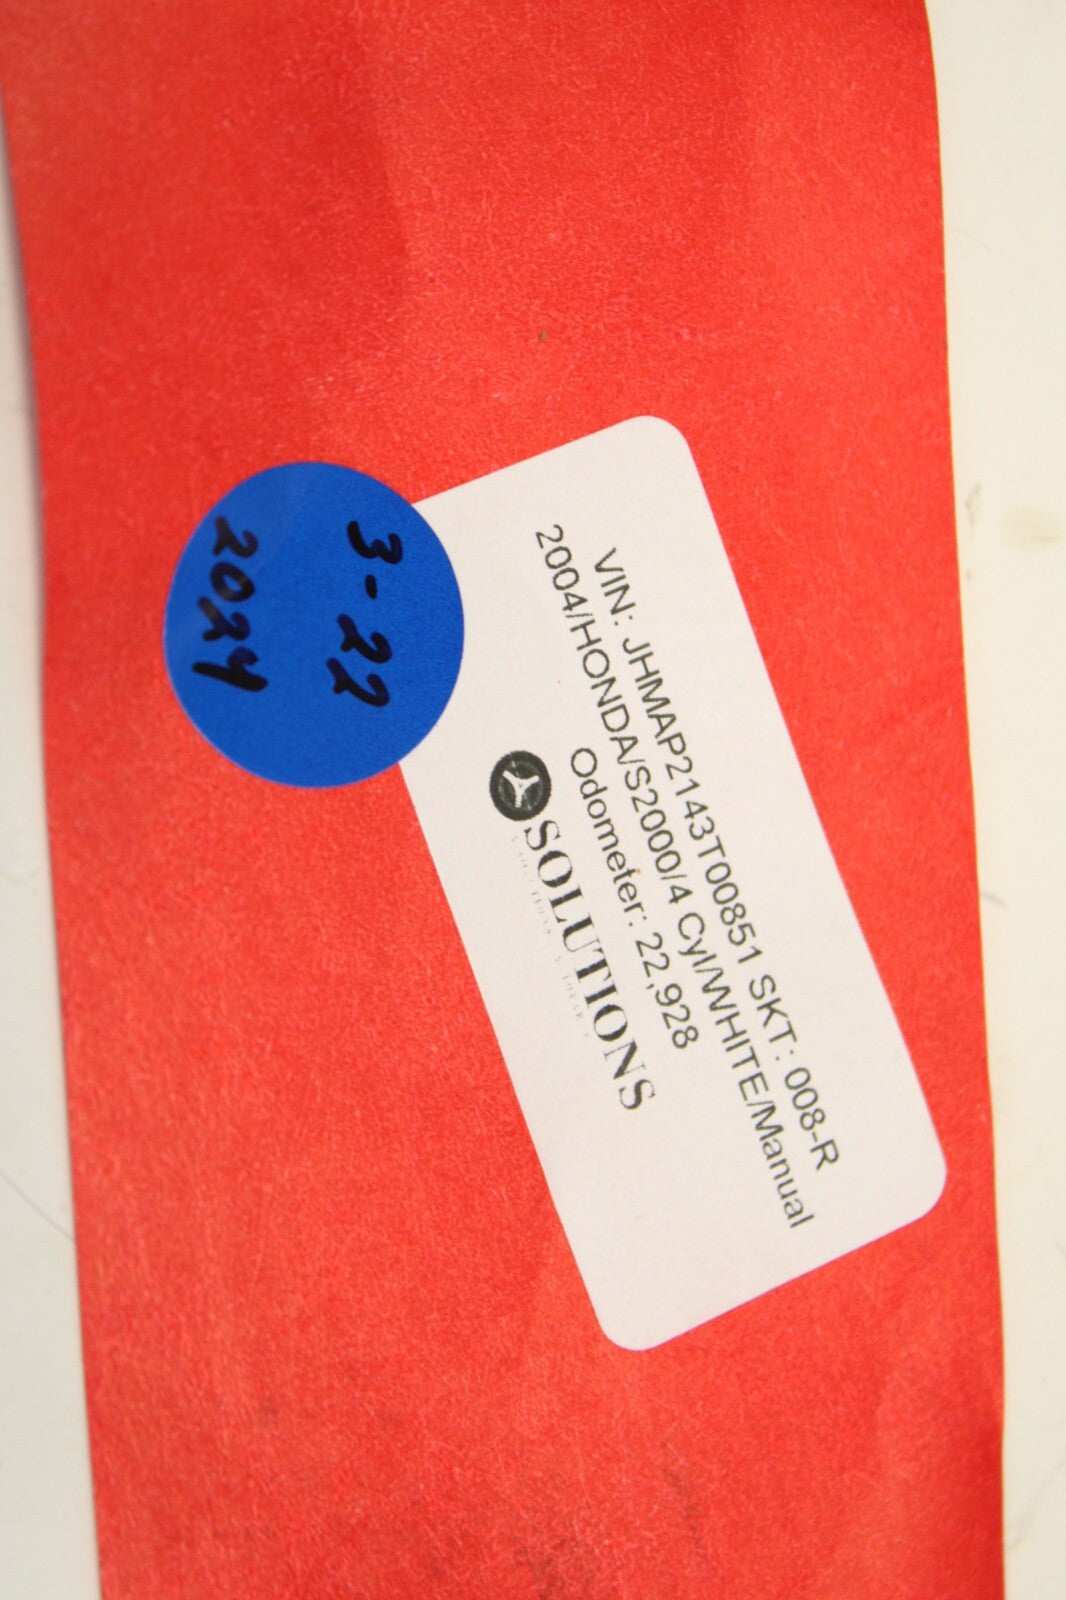 VIN: JHMAP2143T00851 SKT: 008-R
2004/HONDA/S2000/4 Cyl/WHITE/Manual
Odometer: 22,928
SOLUTIONS
3-22
2024